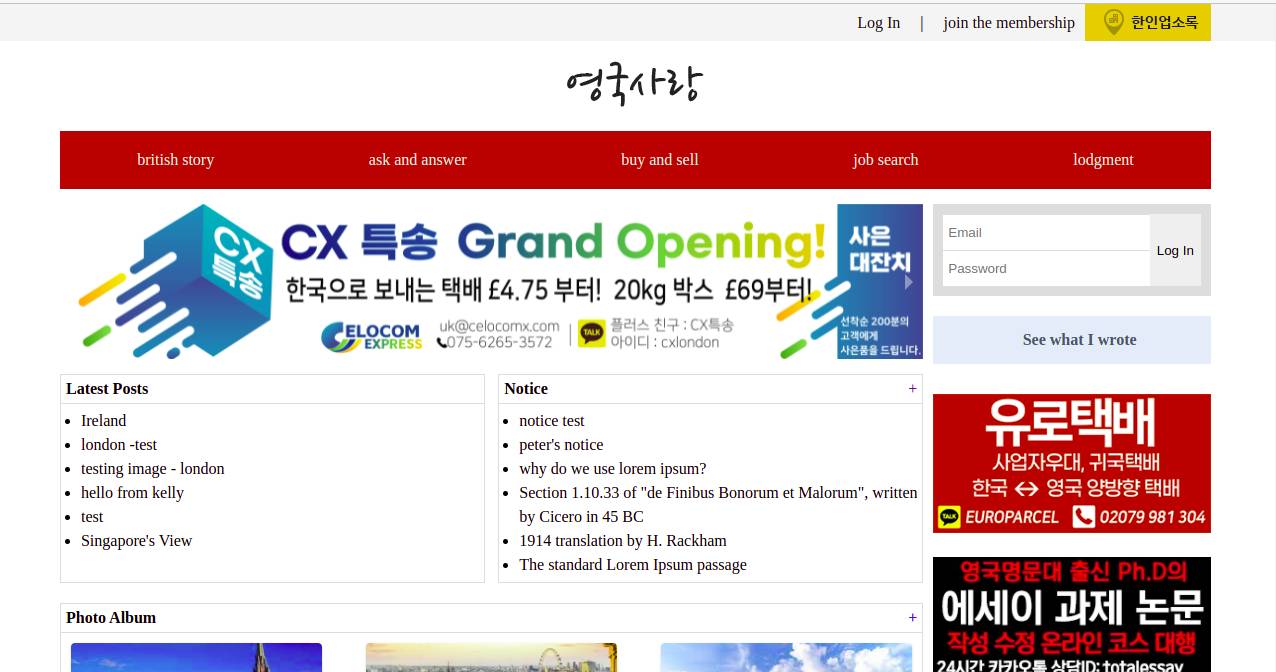 Log In | join the membership 한인업소록
영국사랑
british story ask and answer buy and sell job search lodgment
CX 특송
CX 특송 Grand Opening!
한국으로 보내는 택배 £4.75 부터! 20kg 박스 £69부터!
CELOCOM EXPRESS
uk@celocomx.com
075-6265-3572
TALK
플러스 친구 : CX특송
아이디 : cxlondon
사은
대잔치
선착순 200분의
고객에게
사은품을 드립니다.
Email
Password
Log In
See what I wrote
Latest Posts
Ireland
london -test
testing image - london
hello from kelly
test
Singapore's View
Notice +
notice test
peter's notice
why do we use lorem ipsum?
Section 1.10.33 of "de Finibus Bonorum et Malorum", written
by Cicero in 45 BC
1914 translation by H. Rackham
The standard Lorem Ipsum passage
유로택배
사업자우대, 귀국택배
한국 ↔ 영국 양방향 택배
TALK EUROPARCEL 02079 981 304
영국명문대 출신 Ph.D의
에세이 과제 논문
작성 수정 온라인 코스 대행
24시간 카카오톡 상담ID: totalessay
Photo Album +